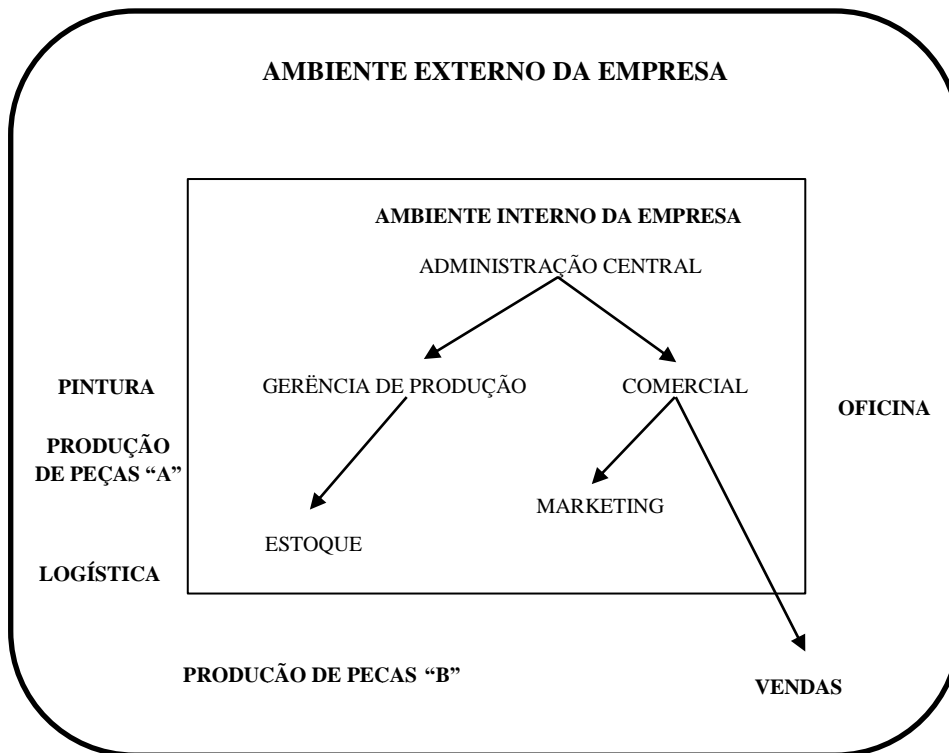 AMBIENTE EXTERNO DA EMPRESA
AMBIENTE INTERNO DA EMPRESA
ADMINISTRAÇÃO CENTRAL
PINTURA
GERËNCIA DE PRODUÇÃO
COMERCIAL
OFICINA
PRODUÇÃO
DE PEÇAS “A”
MARKETING
ESTOQUE
LOGÍSTICA
PRODUCÃO DE PECAS “B”
VENDAS